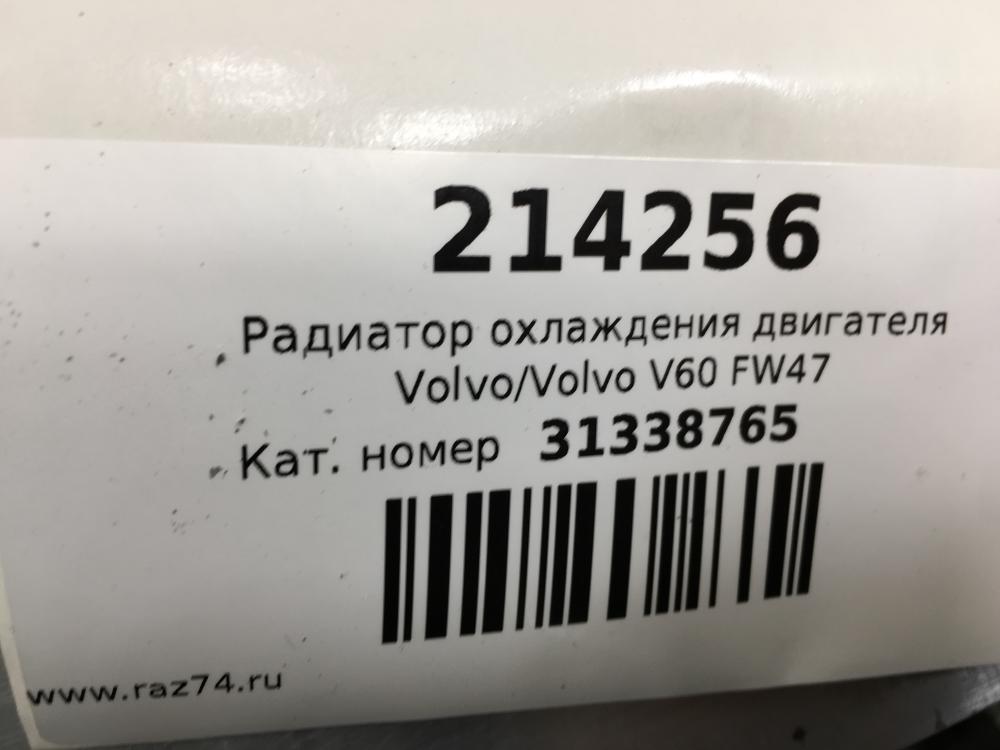 214256
Радиатор охлаждения двигателя
Volvo/Volvo V60 FW47
Кат. номер 31338765
www.raz74.ru